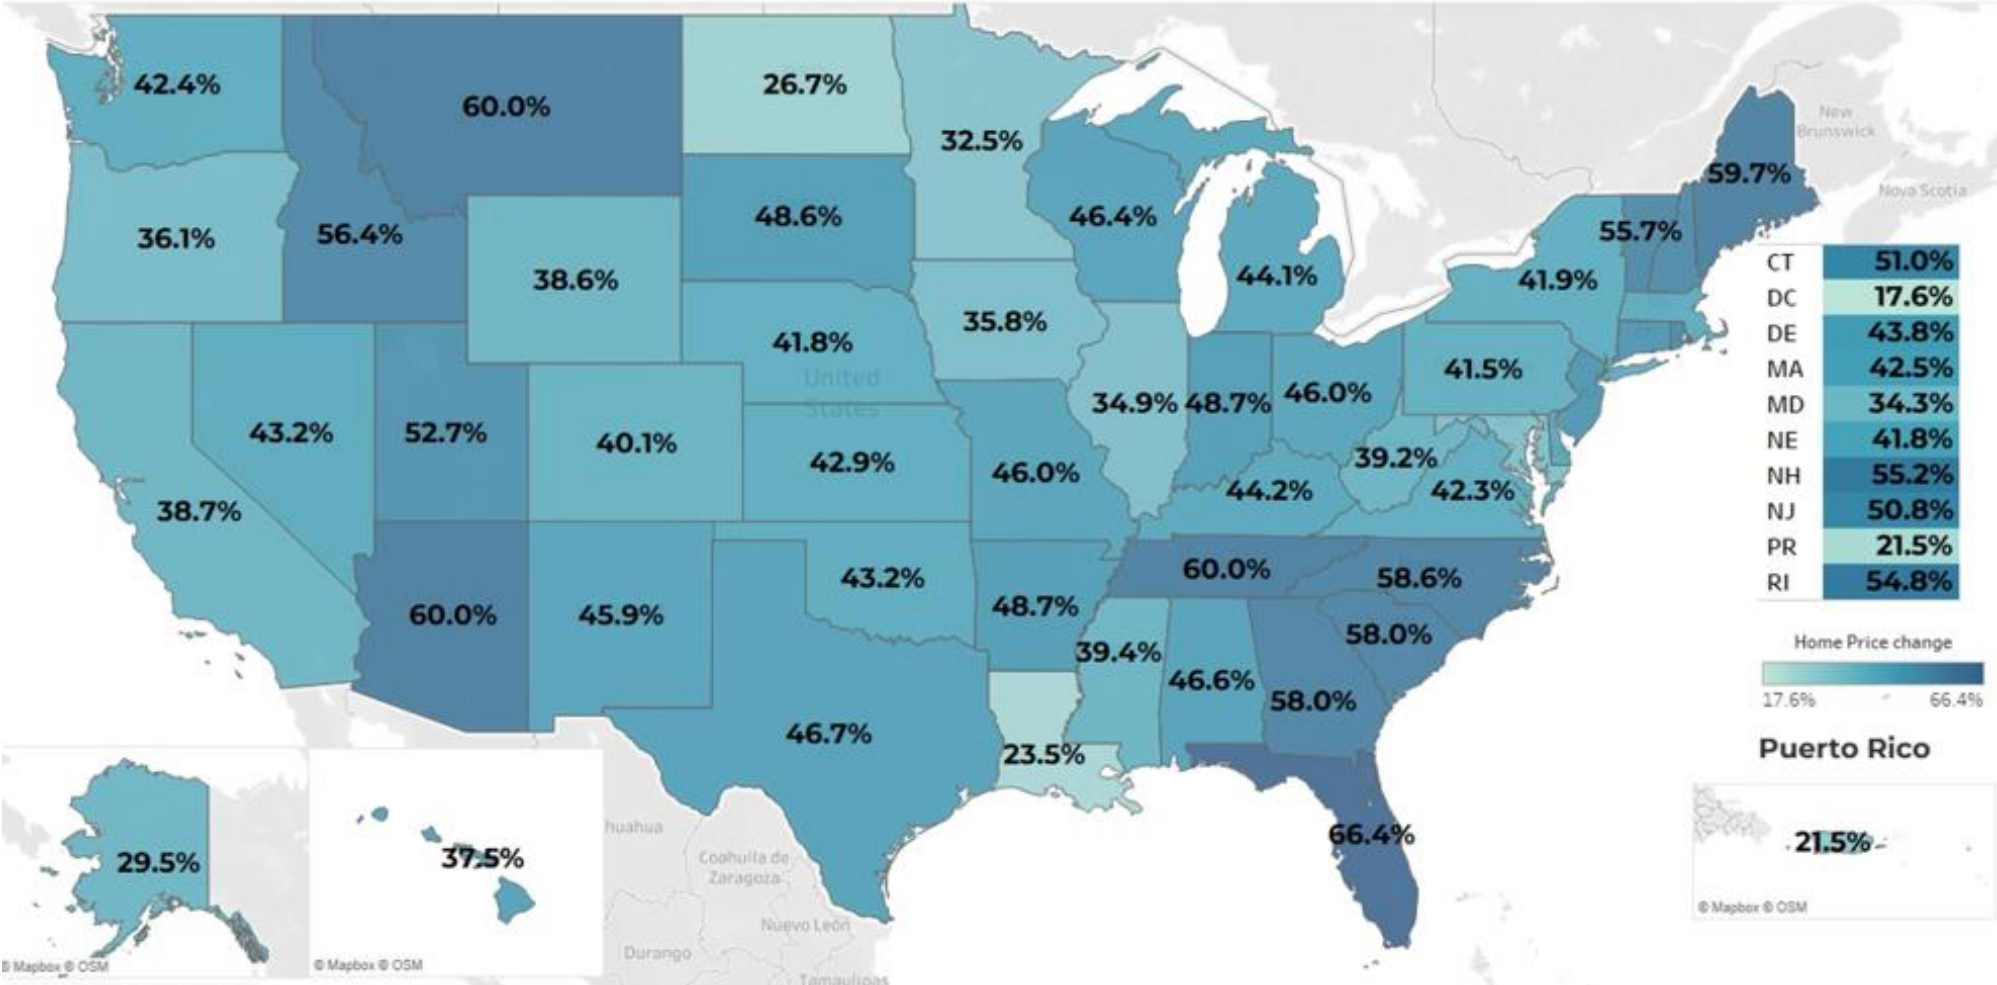 42.4%
60.0%
26.7%
32.5%
59.7%
New
Brunswick
Nova Scotia
36.1%
56.4%
38.6%
48.6%
46.4%
44.1%
41.9%
55.7%
35.8%
41.8%
United
States
43.2%
52.7%
40.1%
42.9%
46.0%
34.9%
48.7%
46.0%
41.5%
39.2%
42.3%
44.2%
38.7%
60.0%
45.9%
43.2%
48.7%
60.0%
58.6%
58.0%
39.4%
46.6%
58.0%
46.7%
23.5%
66.4%
CT 51.0%
DC 17.6%
DE 43.8%
MA 42.5%
MD 34.3%
NE 41.8%
NH 55.2%
NJ 50.8%
PR 21.5%
RI 54.8%
Home Price change
17.6% 66.4%
Puerto Rico
21.5%
© Mapbox © OSM
29.5%
© Mapbox © OSM
37.5%
© Mapbox © OSM
huahua
Coahuila de
Zaragoza
Nuevo León
Durango
Tamaulipas